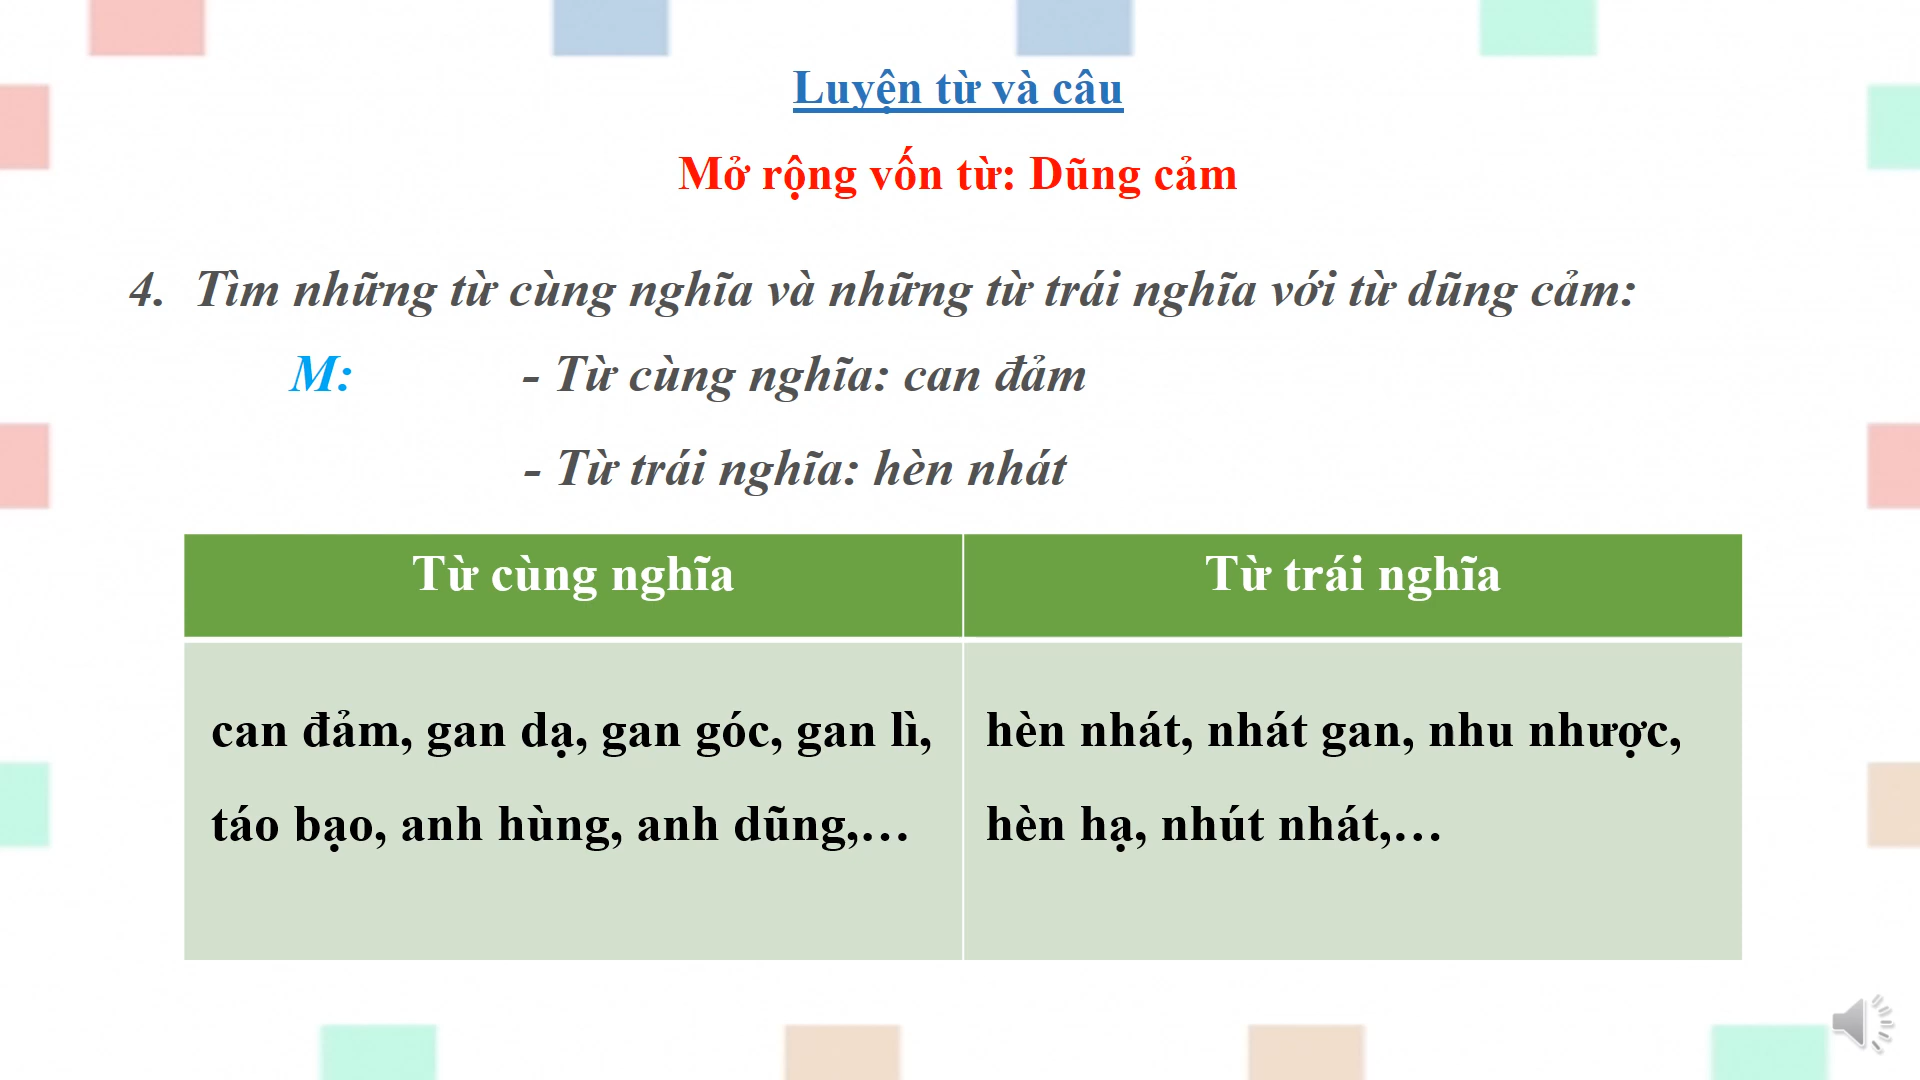 Luyện từ và câu
Mở rộng vốn từ: Dũng cảm
4. Tìm những từ cùng nghĩa và những từ trái nghĩa với từ dũng cảm:
M: - Từ cùng nghĩa: can đảm
- Từ trái nghĩa: hèn nhát
Từ cùng nghĩa
Từ trái nghĩa
can đảm, gan dạ, gan góc, gan lì,
táo bạo, anh hùng, anh dũng,…
hèn nhát, nhát gan, nhu nhược,
hèn hạ, nhút nhát,…